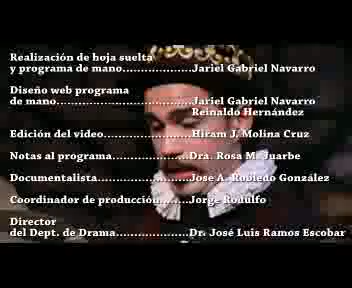 Realización de hoja suelta
y programa de mano..................Jariel Gabriel Navarro
Diseño web programa
de mano...................................Jariel Gabriel Navarro
Reinaldo Hernández
Edición del video......................Hiram J. Molina Cruz
Notas al programa...................Dra. Rosa M. Juarbe
Documentalista.......................Jose A. Robledo González
Coordinador de producción.......Jorge Rodulfo
Director
del Dept. de Drama..................Dr. José Luis Ramos Escobar